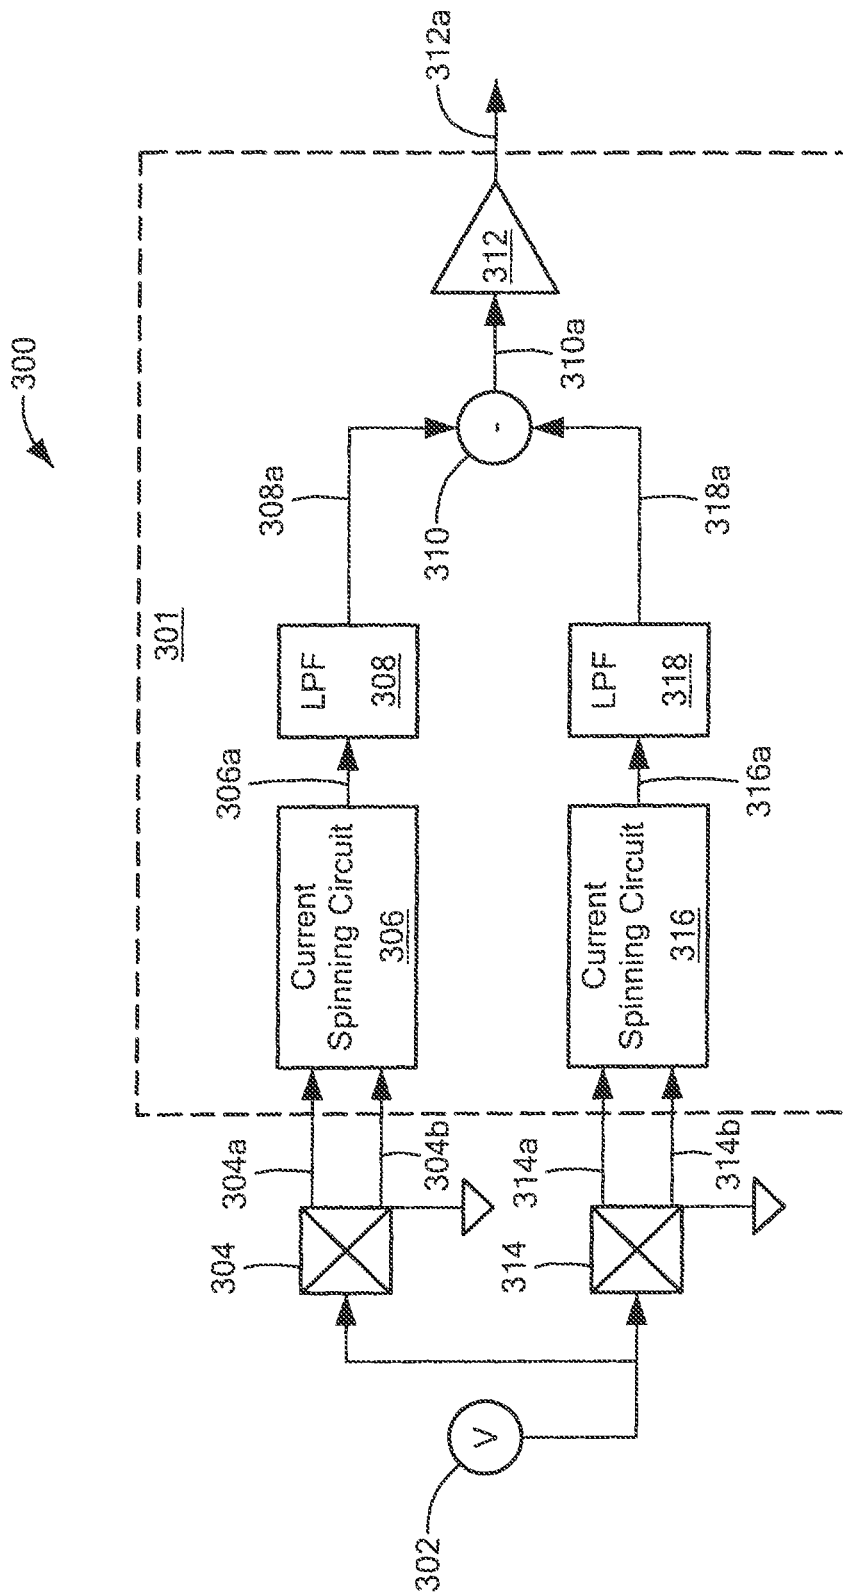 300
301
302
V
304
304a
304b
314
314a
314b
Current
Spinning Circuit
306
306a
LPF
308
308a
Current
Spinning Circuit
316
316a
LPF
318
318a
310
-
310a
312
312a